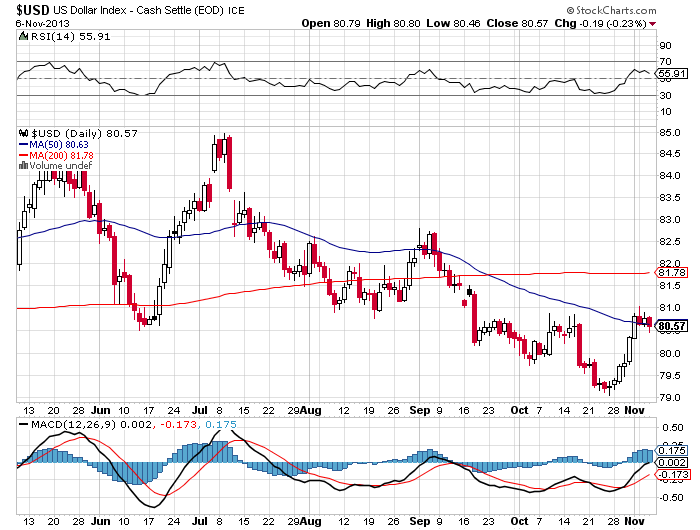 $USD US Dollar Index - Cash Settle (EOD) ICE © StockCharts.com
6-Nov-2013 Open 80.79 High 80.80 Low 80.46 Close 80.57 Chg -0.19 (-0.23%)
RSI(14) 55.91
90
70
55.91
50
30
10
$USD (Daily) 80.57
MA(50) 80.63
MA(200) 81.78
Volume undef
85.0
84.5
84.0
83.5
83.0
82.5
82.0
81.78
81.5
81.0
80.57
80.0
79.5
79.0
13 20 28 Jun 10 17 24 Jul 8 15 22 29 Aug 12 19 26 Sep 9 16 23 Oct 7 14 21 28 Nov
MACD(12,26,9) 0.002, -0.173, 0.175
0.50
0.25
0.175
0.002
-0.173
-0.25
-0.50
13 20 28 Jun 10 17 24 Jul 8 15 22 29 Aug 12 19 26 Sep 9 16 23 Oct 7 14 21 28 Nov